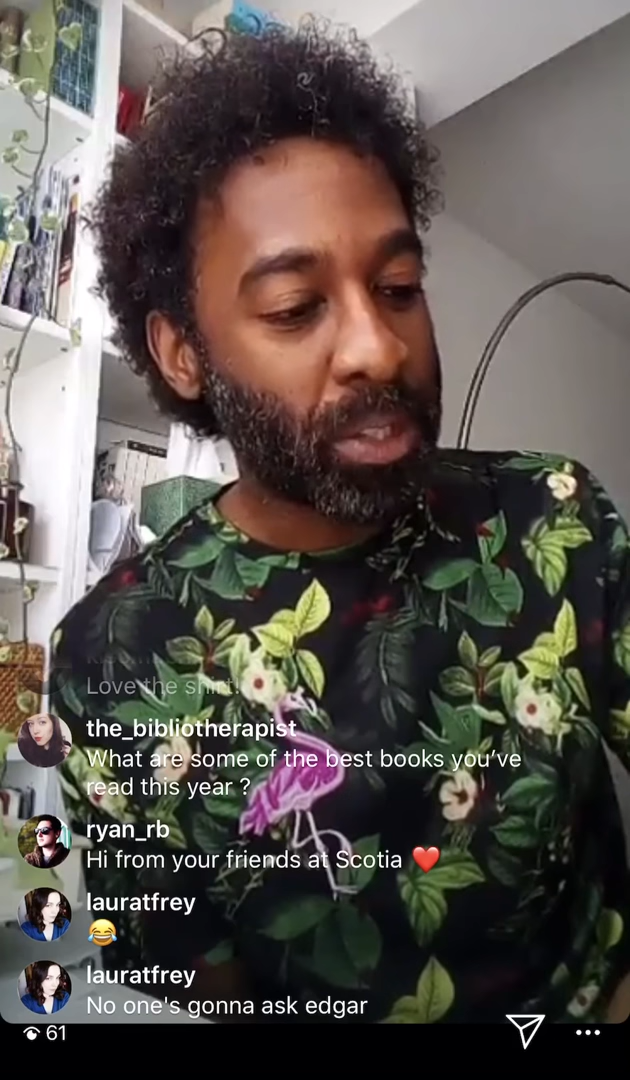 Love the shirt!
the_bibliotherapist
What are some of the best books you've
read this year ?
ryan_rb
Hi from your friends at Scotia ❤️
lauratfrey
😂
lauratfrey
No one's gonna ask edgar
61